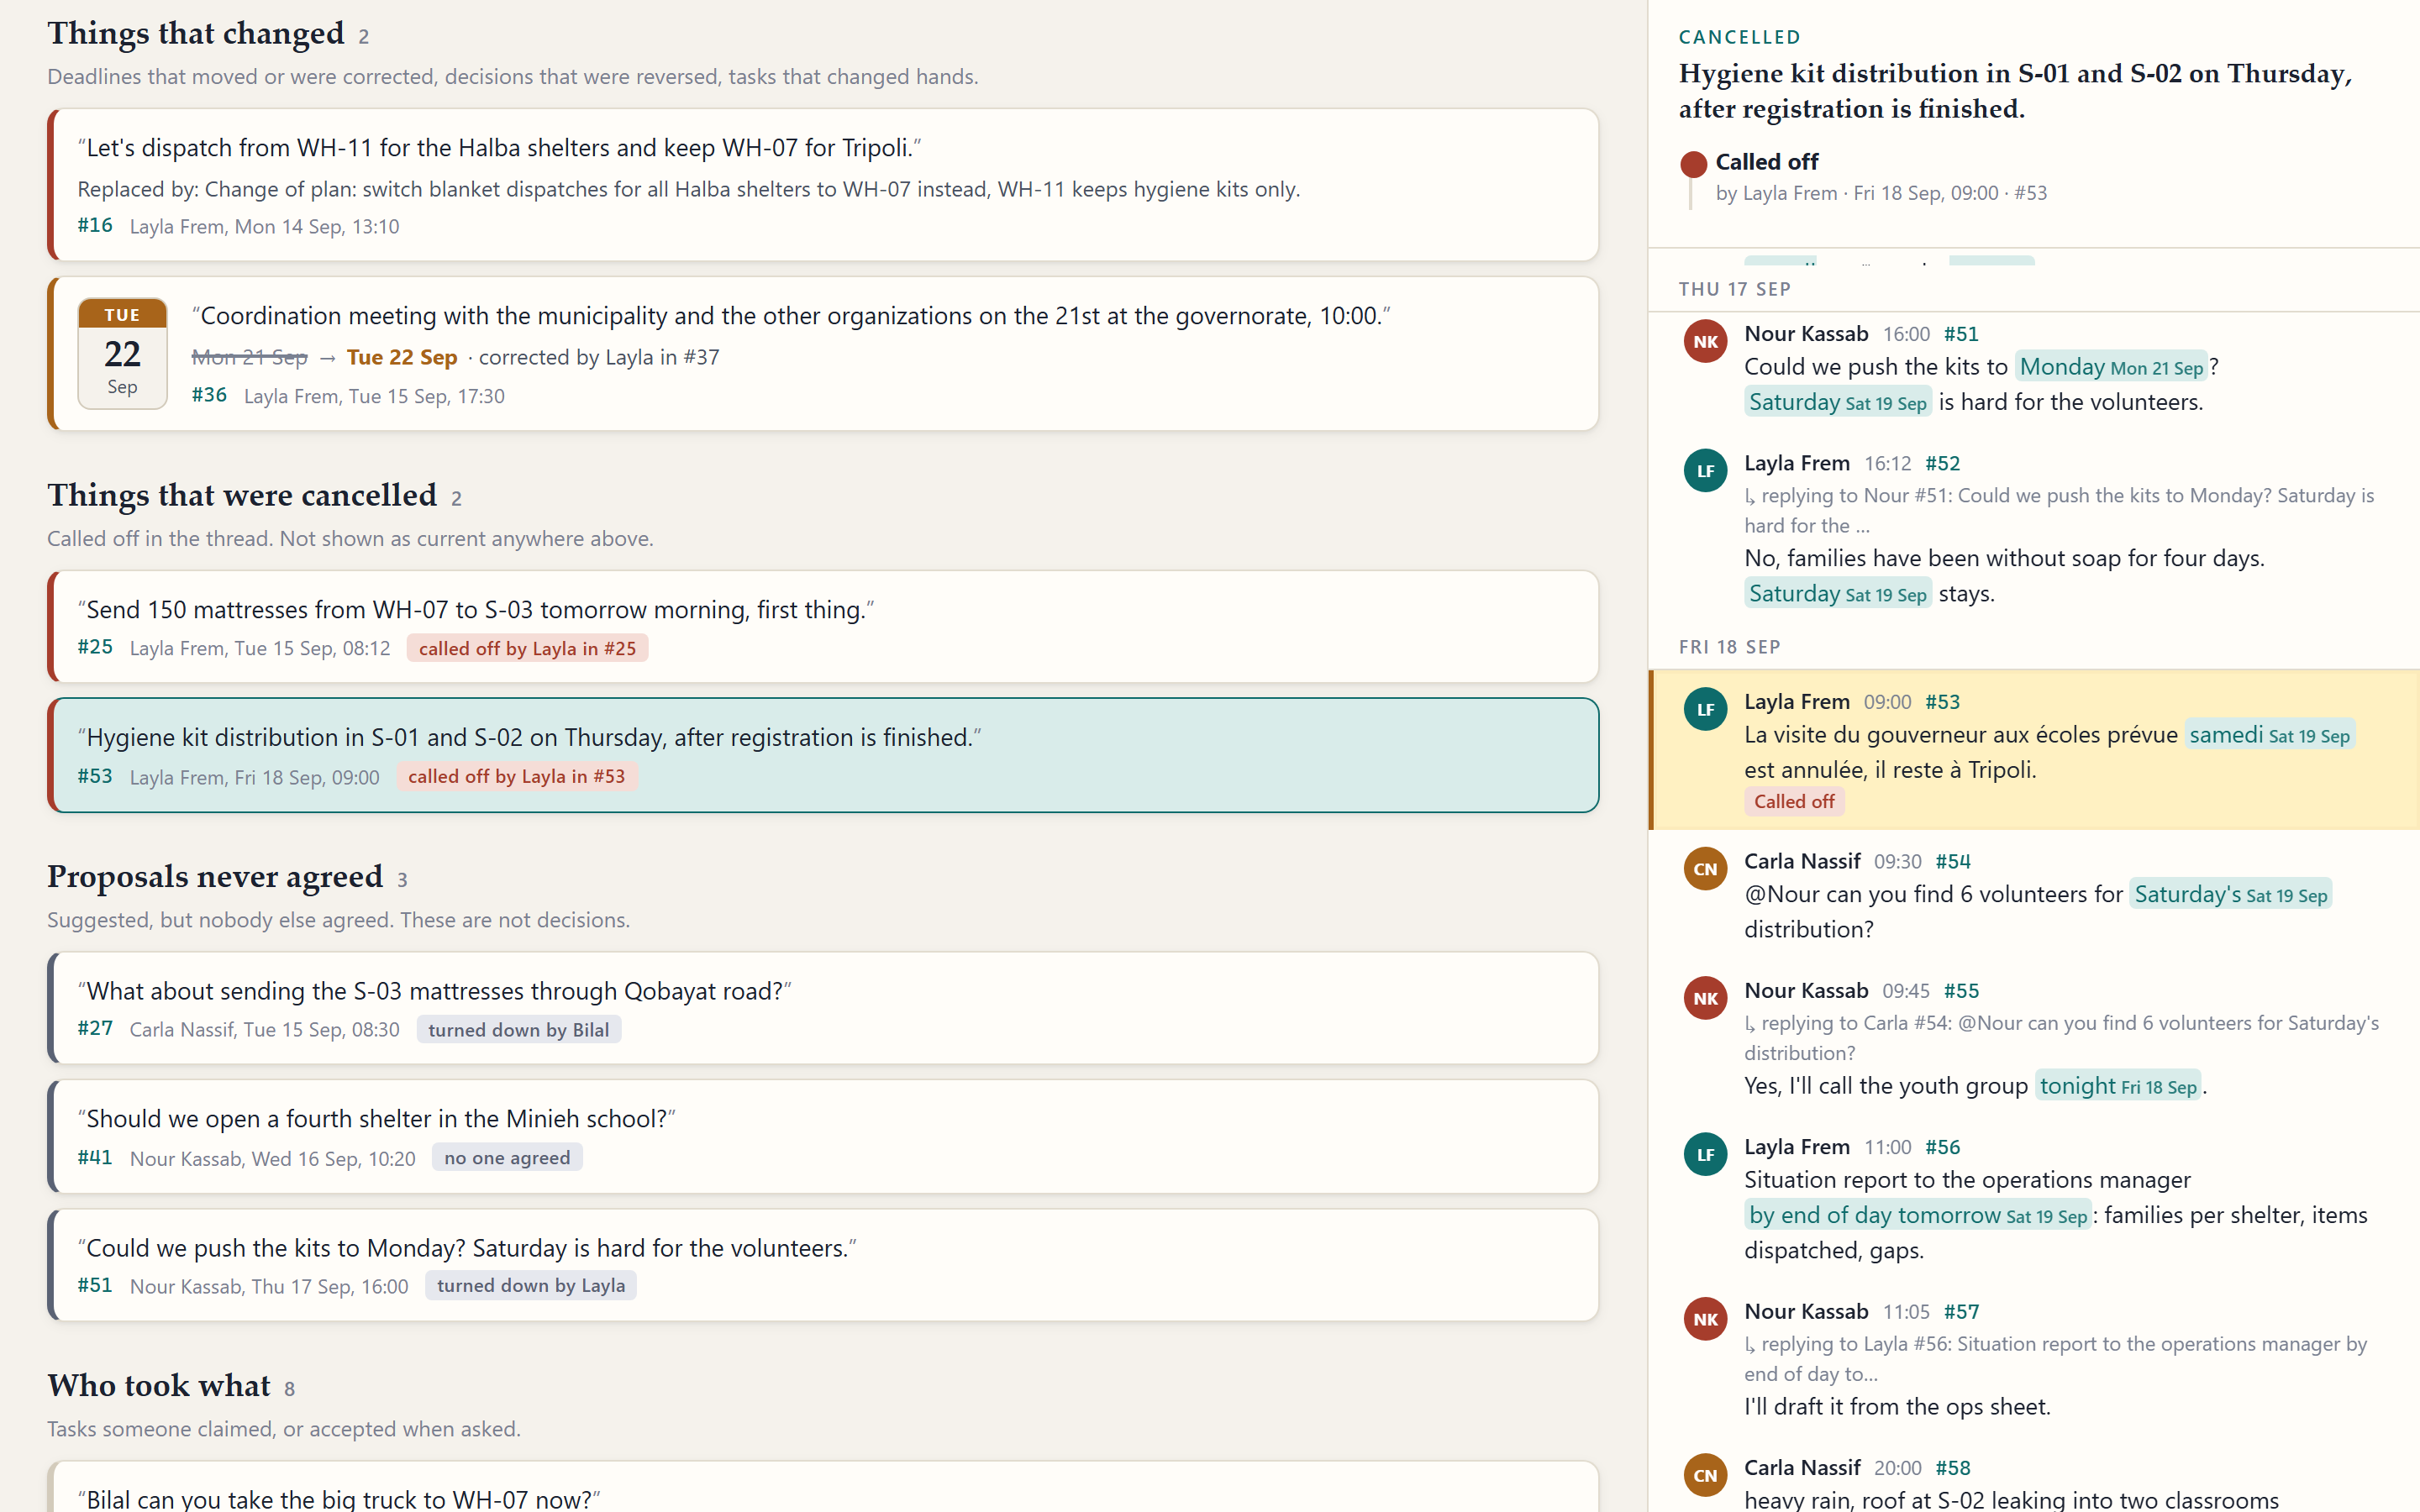 Things that changed 2
Deadlines that moved or were corrected, decisions that were reversed, tasks that changed hands.
“Let's dispatch from WH-11 for the Halba shelters and keep WH-07 for Tripoli.”
Replaced by: Change of plan: switch blanket dispatches for all Halba shelters to WH-07 instead, WH-11 keeps hygiene kits only.
#16 Layla Frem, Mon 14 Sep, 13:10
TUE
22
Sep
“Coordination meeting with the municipality and the other organizations on the 21st at the governorate, 10:00.”
Mon 21 Sep → Tue 22 Sep · corrected by Layla in #37
#36 Layla Frem, Tue 15 Sep, 17:30
Things that were cancelled 2
Called off in the thread. Not shown as current anywhere above.
“Send 150 mattresses from WH-07 to S-03 tomorrow morning, first thing.”
#25 Layla Frem, Tue 15 Sep, 08:12 called off by Layla in #25
“Hygiene kit distribution in S-01 and S-02 on Thursday, after registration is finished.”
#53 Layla Frem, Fri 18 Sep, 09:00 called off by Layla in #53
Proposals never agreed 3
Suggested, but nobody else agreed. These are not decisions.
“What about sending the S-03 mattresses through Qobayat road?”
#27 Carla Nassif, Tue 15 Sep, 08:30 turned down by Bilal
“Should we open a fourth shelter in the Minieh school?”
#41 Nour Kassab, Wed 16 Sep, 10:20 no one agreed
“Could we push the kits to Monday? Saturday is hard for the volunteers.”
#51 Nour Kassab, Thu 17 Sep, 16:00 turned down by Layla
Who took what 8
Tasks someone claimed, or accepted when asked.
“Bilal can you take the big truck to WH-07 now?”
CANCELLED
Hygiene kit distribution in S-01 and S-02 on Thursday,
after registration is finished.
Called off
by Layla Frem · Fri 18 Sep, 09:00 · #53
THU 17 SEP
NK Nour Kassab 16:00 #51
Could we push the kits to Monday Mon 21 Sep?
Saturday Sat 19 Sep is hard for the volunteers.
LF Layla Frem 16:12 #52
↳ replying to Nour #51: Could we push the kits to Monday? Saturday is
hard for the ...
No, families have been without soap for four days.
Saturday Sat 19 Sep stays.
FRI 18 SEP
LF Layla Frem 09:00 #53
La visite du gouverneur aux écoles prévue samedi Sat 19 Sep
est annulée, il reste à Tripoli.
Called off
CN Carla Nassif 09:30 #54
@Nour can you find 6 volunteers for Saturday's Sat 19 Sep
distribution?
NK Nour Kassab 09:45 #55
↳ replying to Carla #54: @Nour can you find 6 volunteers for Saturday's
distribution?
Yes, I'll call the youth group tonight Fri 18 Sep.
LF Layla Frem 11:00 #56
Situation report to the operations manager
by end of day tomorrow Sat 19 Sep: families per shelter, items
dispatched, gaps.
NK Nour Kassab 11:05 #57
↳ replying to Layla #56: Situation report to the operations manager by
end of day to...
I'll draft it from the ops sheet.
CN Carla Nassif 20:00 #58
heavy rain, roof at S-02 leaking into two classrooms